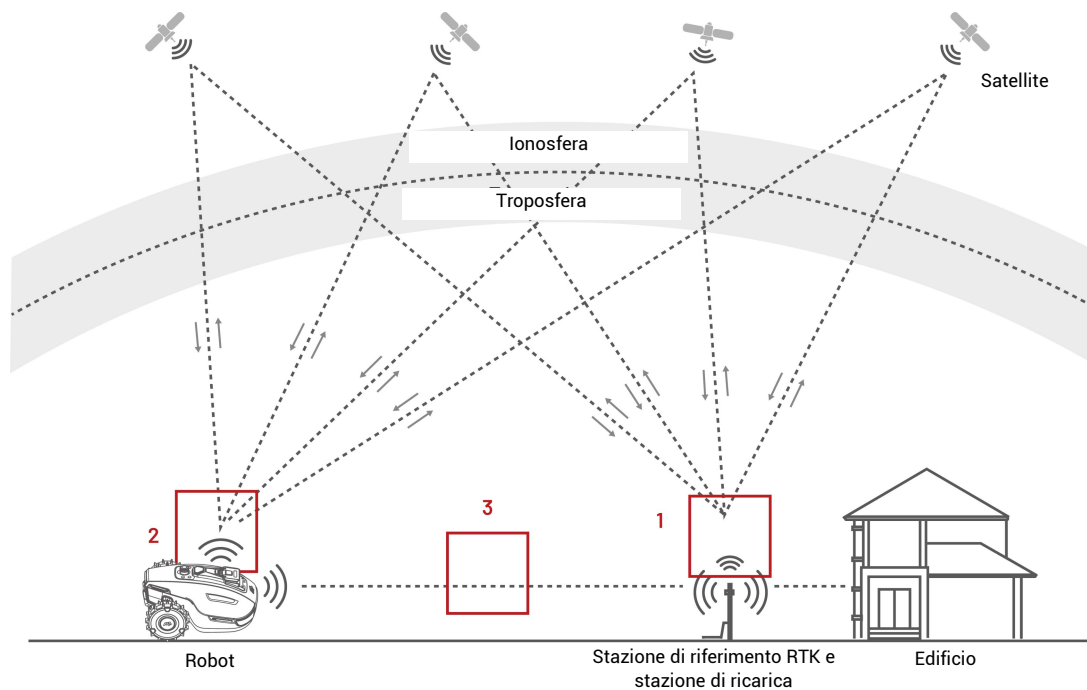 Satellite
Ionosfera
Troposfera
3
1
2
Robot
Stazione di riferimento RTK e
stazione di ricarica
Edificio